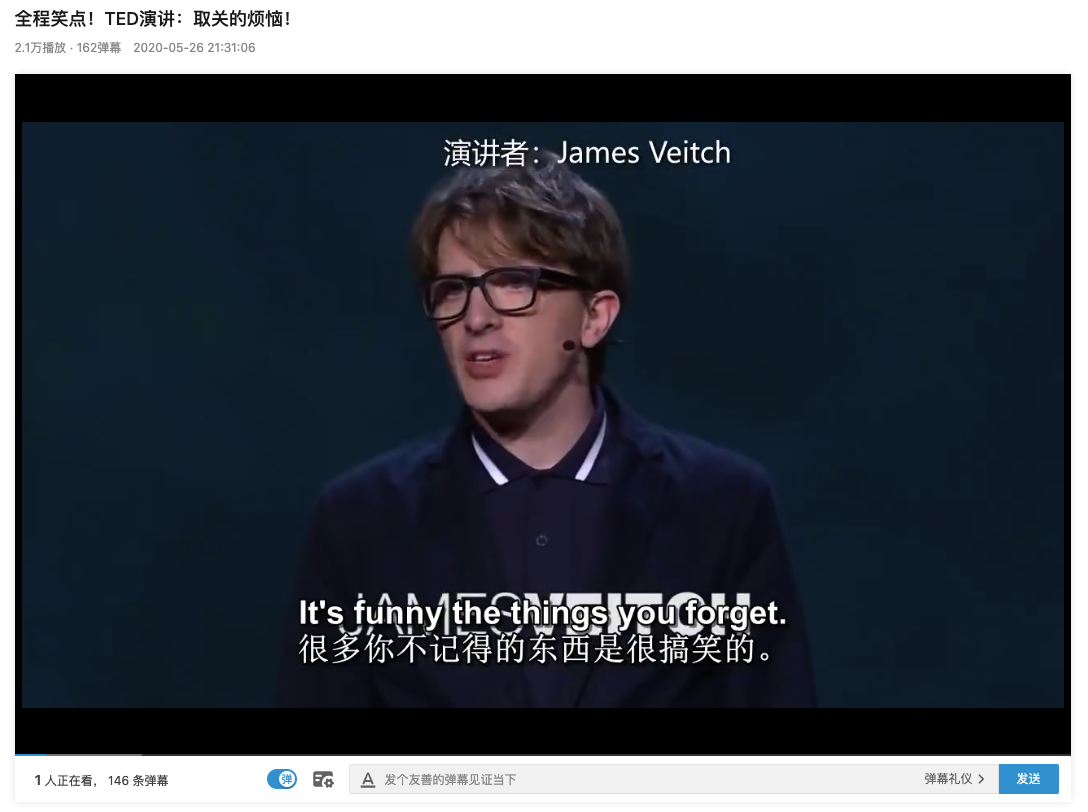 全程笑点！TED演讲：取关的烦恼！
2.1万播放 · 162弹幕 2020-05-26 21:31:06
演讲者：James Veitch
JAMES VEITCH
It's funny the things you forget.
很多你不记得的东西是很搞笑的。
1 人正在看， 146 条弹幕 弹 A 发个友善的弹幕见证当下 弹幕礼仪 > 发送